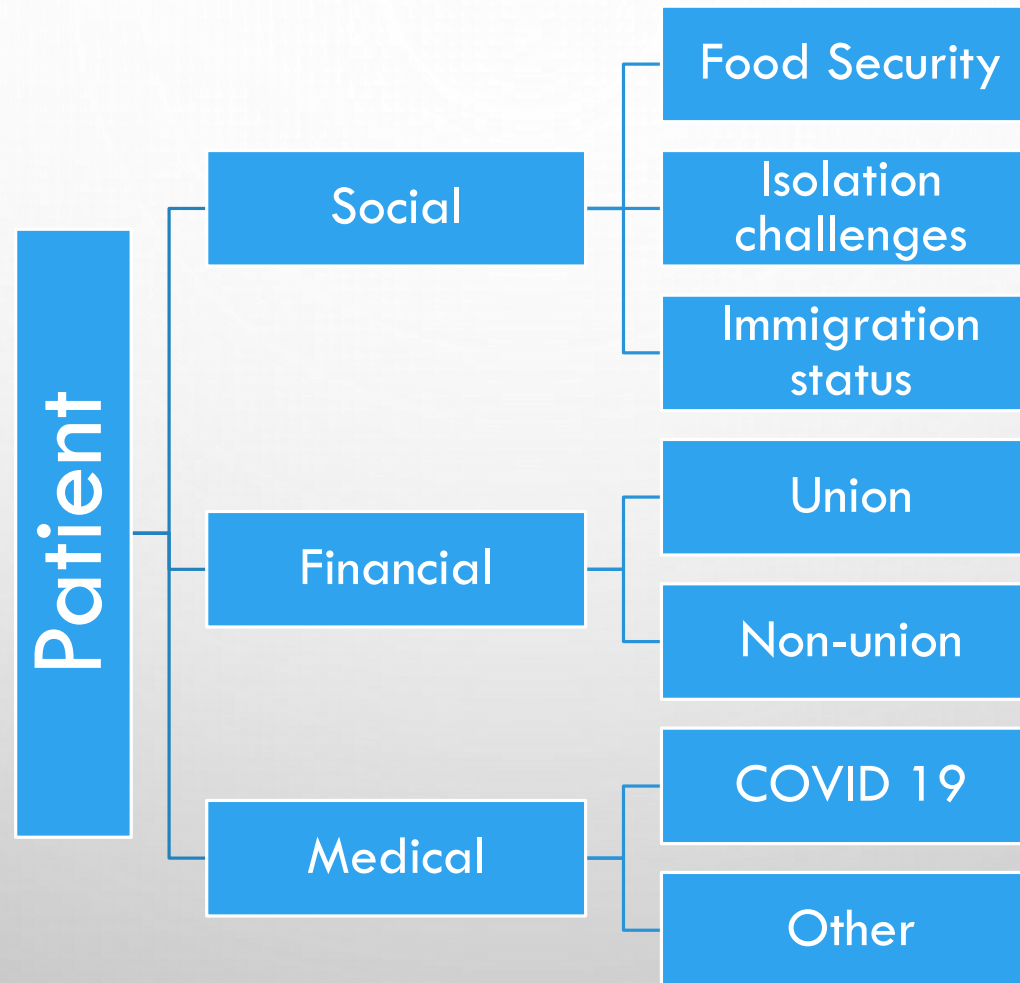 Patient
Social
Food Security
Isolation
challenges
Immigration
status
Financial
Union
Non-union
Medical
COVID 19
Other